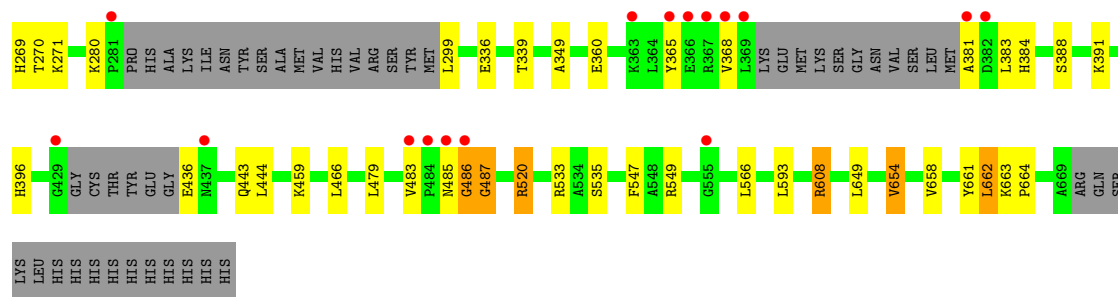 H269 T270 K271 K280 P281 PRO HIS ALA LYS ILE ASN TYR SER ALA MET VAL HIS VAL ARG SER TYR MET L299 E336 T339 A349 E360 K363 L364 Y365 E366 R367 V368 L369 LYS GLU MET LYS SER GLY ASN VAL SER LEU MET A381 D382 L383 H384 S388 K391
H396 G429 GLY CYS THR TYR GLU GLY E436 N437 Q443 L444 K459 L466 L479 V483 P484 N485 G486 G487 R520 R533 A534 S535 F547 A548 R549 G555 L566 L593 R608 L649 V654 V658 Y661 L662 K663 P664 A669 ARG GLN SER
LYS LEU HIS HIS HIS HIS HIS HIS HIS HIS HIS HIS